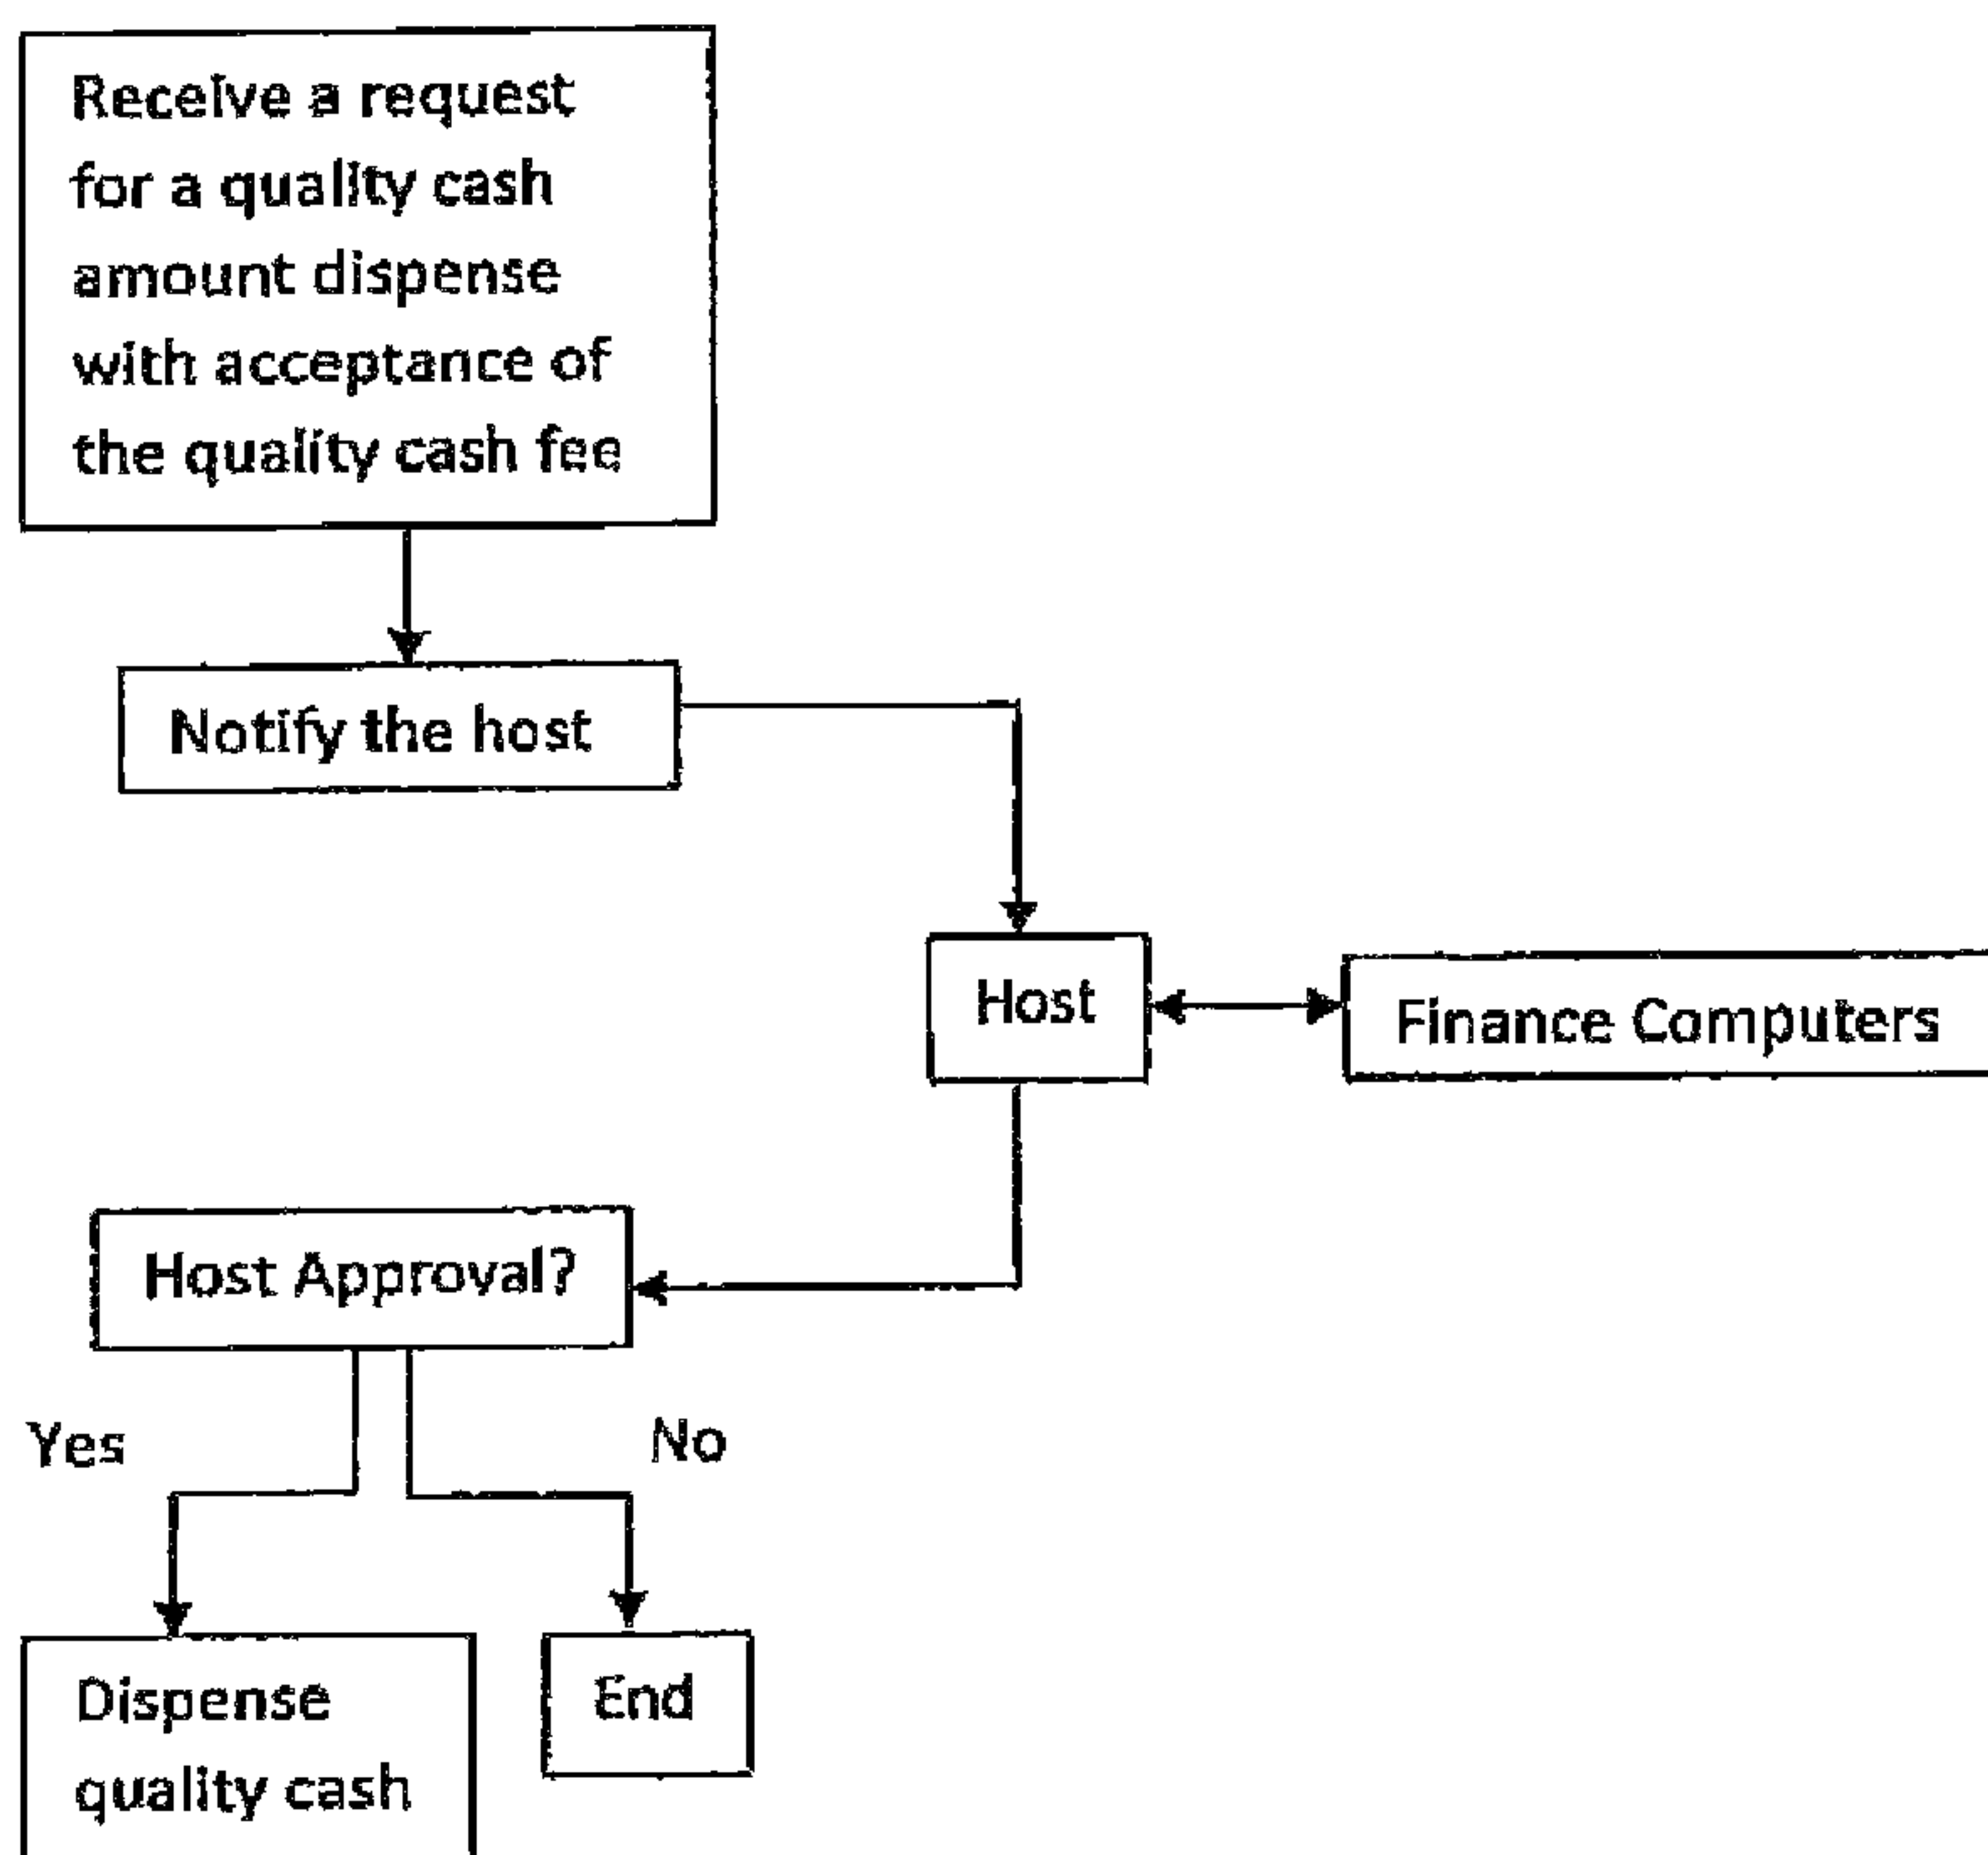 Receive a request
for a quality cash
amount dispense
with acceptance of
the quality cash fee
Notify the host
Host
Finance Computers
Host Approval?
Yes
No
Dispense
quality cash
End